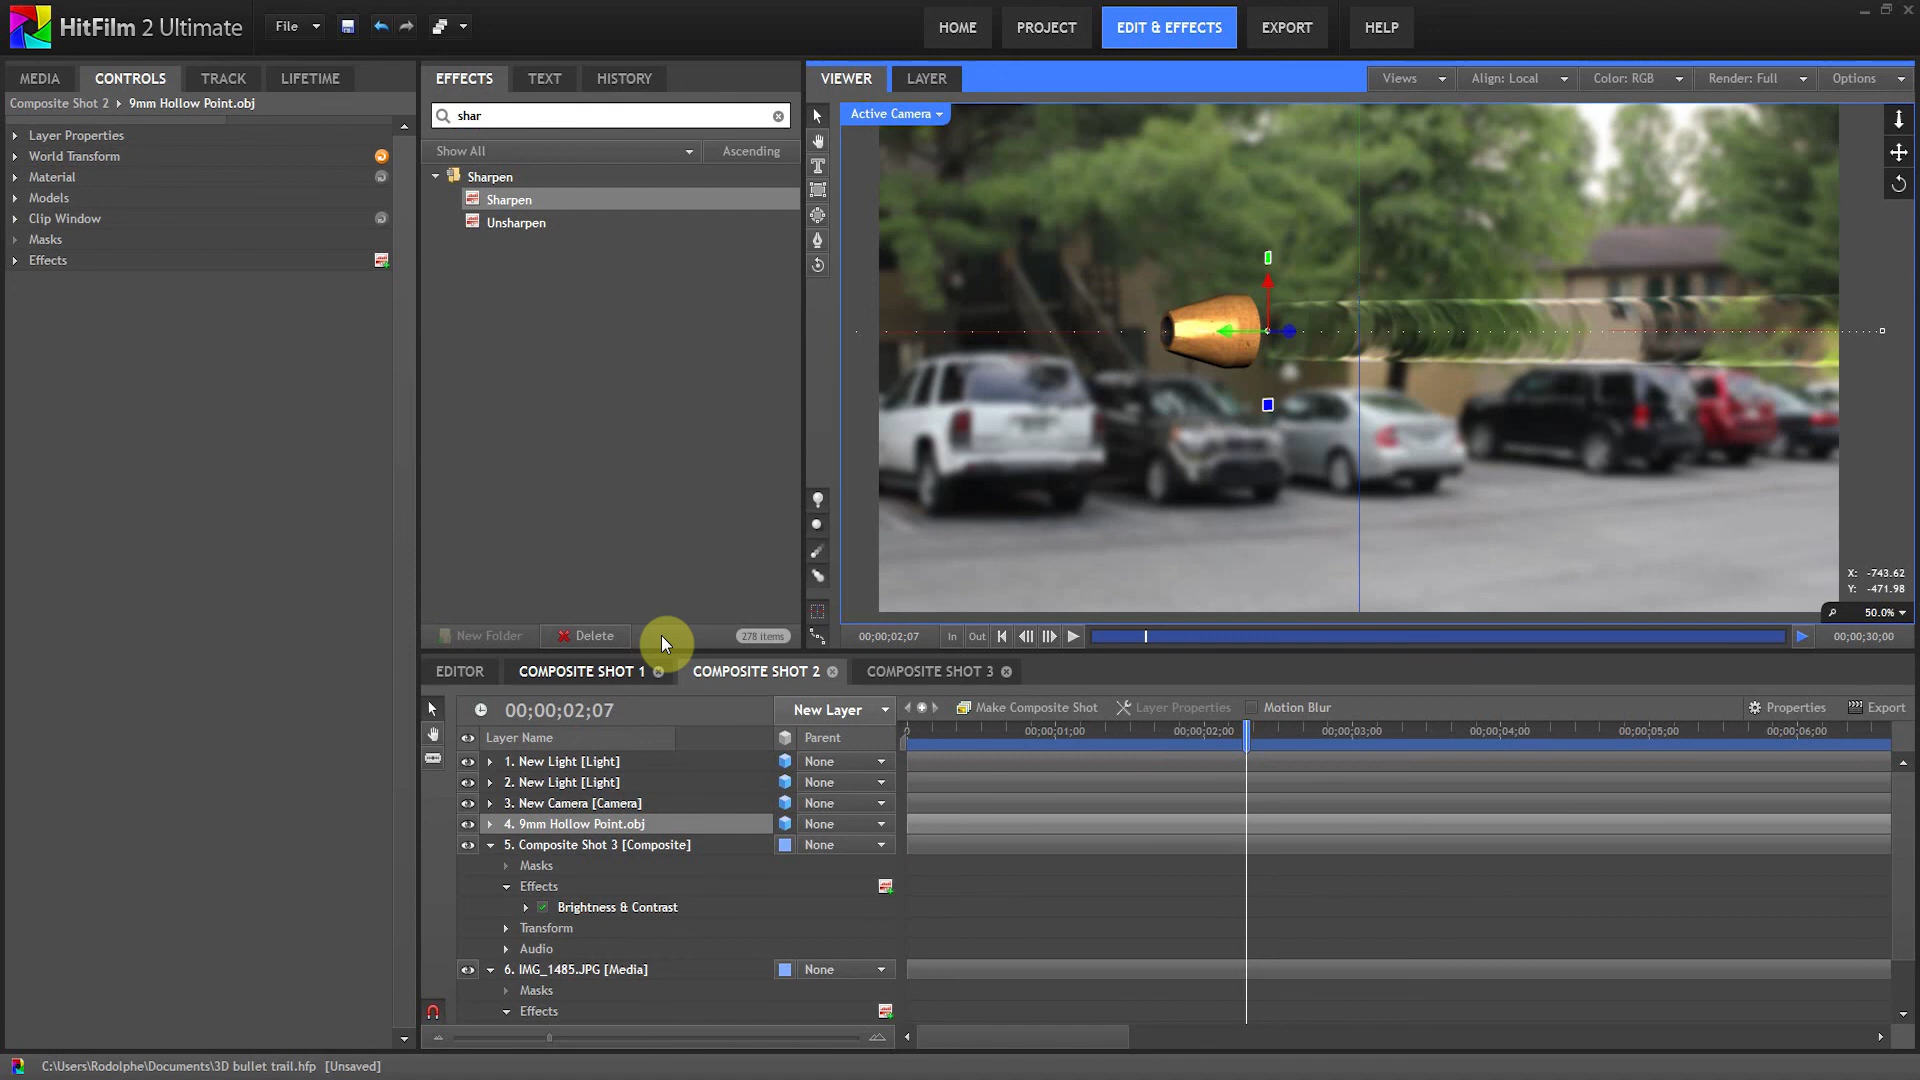 HitFilm 2 Ultimate
File
HOME
PROJECT
EDIT & EFFECTS
EXPORT
HELP
MEDIA
CONTROLS
TRACK
LIFETIME
Composite Shot 2
9mm Hollow Point.obj
Layer Properties
World Transform
Material
Models
Clip Window
Masks
Effects
EFFECTS
TEXT
HISTORY
shar
Show All
Ascending
Sharpen
Sharpen
Unsharpen
New Folder
Delete
278 items
VIEWER
LAYER
Views
Align: Local
Color: RGB
Render: Full
Options
Active Camera
X: -743.62
Y: -471.98
50.0%
00;00;02;07
In
Out
00;00;30;00
EDITOR
COMPOSITE SHOT 1
COMPOSITE SHOT 2
COMPOSITE SHOT 3
00;00;02;07
New Layer
Make Composite Shot
Layer Properties
Motion Blur
Properties
Export
Layer Name
Parent
0
00;00;01;00
00;00;02;00
00;00;03;00
00;00;04;00
00;00;05;00
00;00;06;00
1. New Light [Light]
None
2. New Light [Light]
None
3. New Camera [Camera]
None
4. 9mm Hollow Point.obj
None
5. Composite Shot 3 [Composite]
None
Masks
Effects
Brightness & Contrast
Transform
Audio
6. IMG_1485.JPG [Media]
None
Masks
Effects
C:\Users\Rodolphe\Documents\3D bullet trail.hfp
[Unsaved]